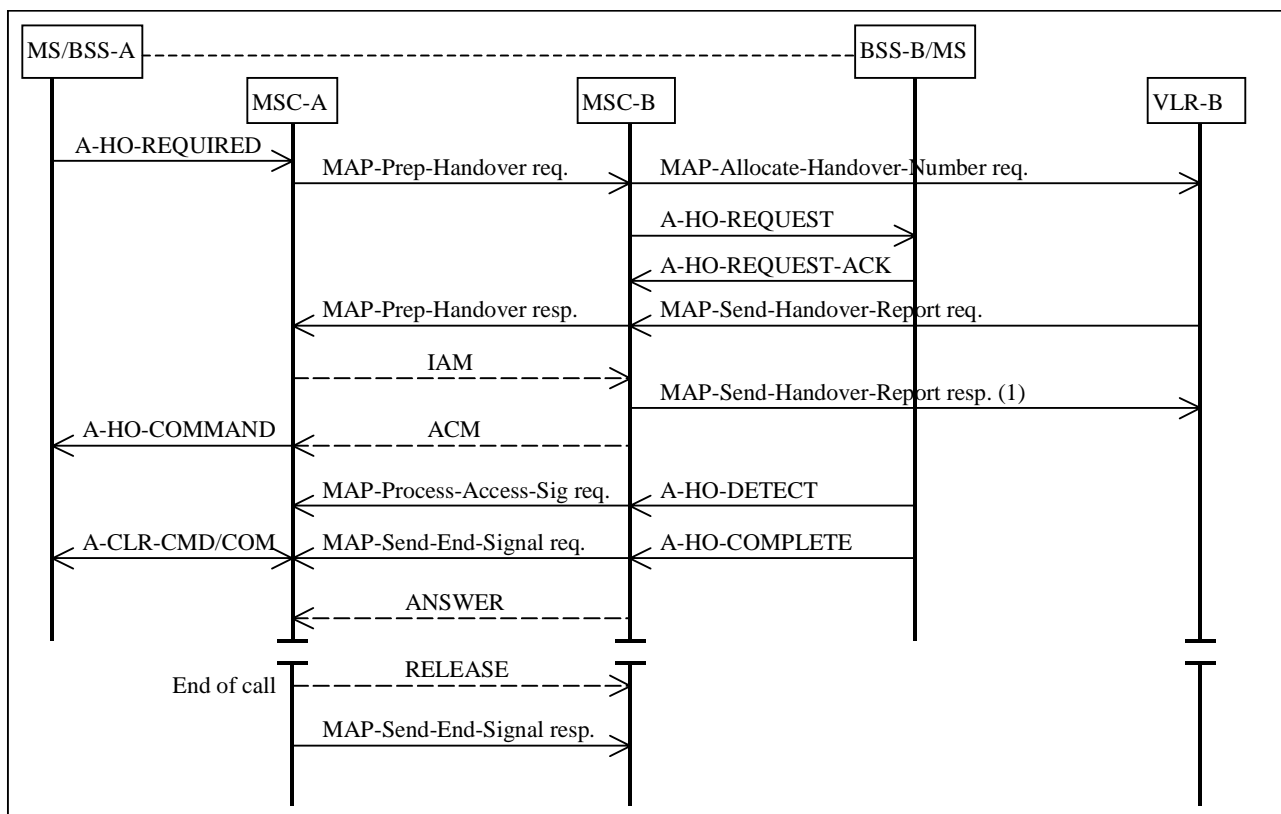 MS/BSS-A
BSS-B/MS
MSC-A
MSC-B
VLR-B
A-HO-REQUIRED
MAP-Prep-Handover req.
MAP-Allocate-Handover-Number req.
A-HO-REQUEST
A-HO-REQUEST-ACK
MAP-Prep-Handover resp.
MAP-Send-Handover-Report req.
IAM
MAP-Send-Handover-Report resp. (1)
A-HO-COMMAND
ACM
MAP-Process-Access-Sig req.
A-HO-DETECT
A-CLR-CMD/COM
MAP-Send-End-Signal req.
A-HO-COMPLETE
ANSWER
End of call
RELEASE
MAP-Send-End-Signal resp.